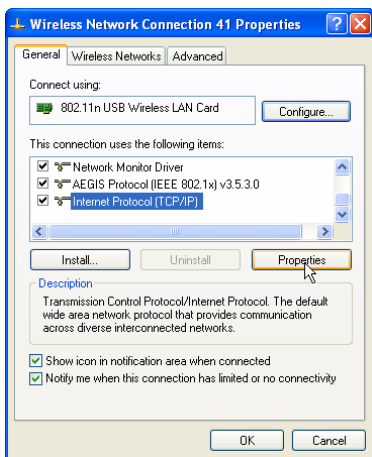 Wireless Network Connection 41 Properties
General Wireless Networks Advanced
Connect using:
802.11n USB Wireless LAN Card Configure...
This connection uses the following items:
Network Monitor Driver
AEGIS Protocol (IEEE 802.1x) v3.5.3.0
Internet Protocol (TCP/IP)
Install... Uninstall Properties
Description
Transmission Control Protocol/Internet Protocol. The default
wide area network protocol that provides communication
across diverse interconnected networks.
Show icon in notification area when connected
Notify me when this connection has limited or no connectivity
OK Cancel